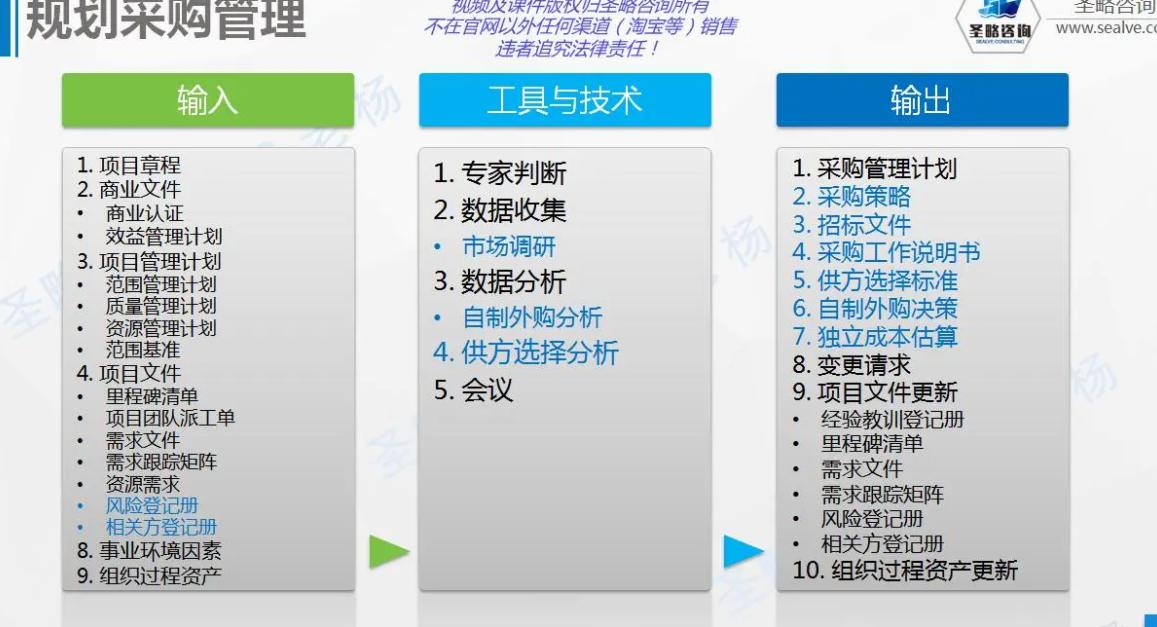 规划采购管理
视频及课件版权归圣略咨询所有
不在官网以外任何渠道（淘宝等）销售
违者追究法律责任！
圣略咨询
SEALVE CONSULTING
圣略咨询
www.sealve.co
输入
1. 项目章程
2. 商业文件
• 商业认证
• 效益管理计划
3. 项目管理计划
• 范围管理计划
• 质量管理计划
• 资源管理计划
• 范围基准
4. 项目文件
• 里程碑清单
• 项目团队派工单
• 需求文件
• 需求跟踪矩阵
• 资源需求
• 风险登记册
• 相关方登记册
8. 事业环境因素
9. 组织过程资产
工具与技术
1. 专家判断
2. 数据收集
• 市场调研
3. 数据分析
• 自制外购分析
4. 供方选择分析
5. 会议
输出
1. 采购管理计划
2. 采购策略
3. 招标文件
4. 采购工作说明书
5. 供方选择标准
6. 自制外购决策
7. 独立成本估算
8. 变更请求
9. 项目文件更新
• 经验教训登记册
• 里程碑清单
• 需求文件
• 需求跟踪矩阵
• 风险登记册
• 相关方登记册
10. 组织过程资产更新